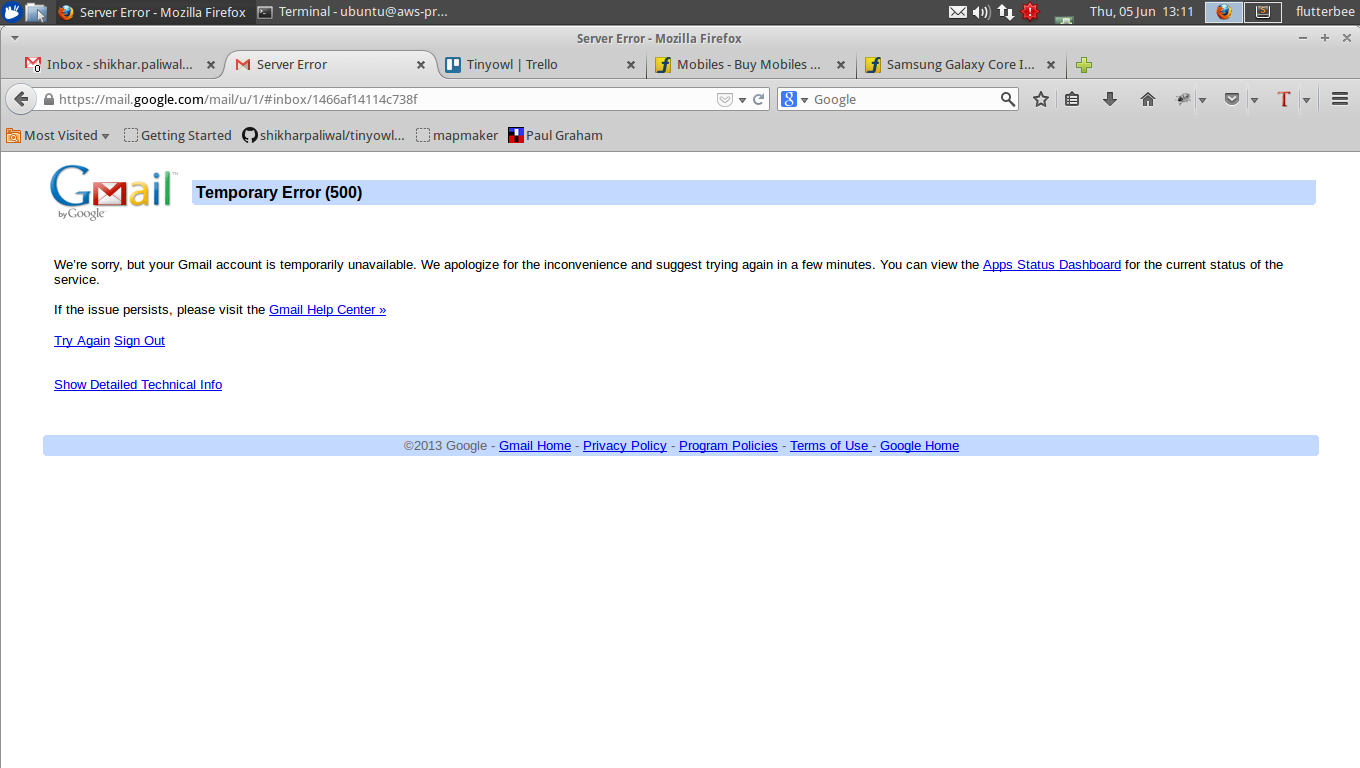 Server Error - Mozilla Firefox Terminal - ubuntu@aws-pr... Thu, 05 Jun 13:11 flutterbee
Server Error - Mozilla Firefox
0 Inbox - shikhar.paliwal... Server Error Tinyowl | Trello Mobiles - Buy Mobiles ... Samsung Galaxy Core I...
https://mail.google.com/mail/u/1/#inbox/1466af14114c738f 8 Google T
Most Visited Getting Started shikharpaliwal/tinyowl... mapmaker Paul Graham
Gmail™ Temporary Error (500)
by Google™
We're sorry, but your Gmail account is temporarily unavailable. We apologize for the inconvenience and suggest trying again in a few minutes. You can view the Apps Status Dashboard for the current status of the
service.
If the issue persists, please visit the Gmail Help Center »
Try Again Sign Out
Show Detailed Technical Info
©2013 Google - Gmail Home - Privacy Policy - Program Policies - Terms of Use - Google Home